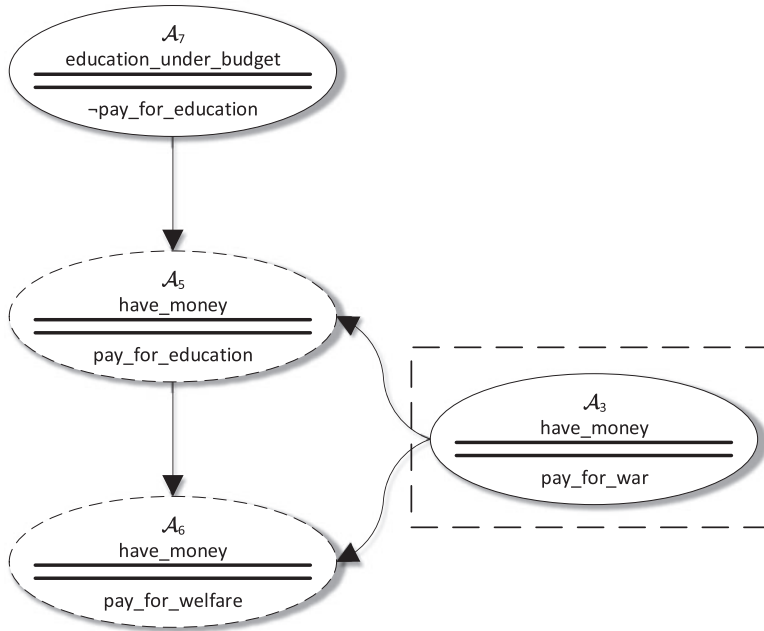 𝒜₇
education_under_budget
¬pay_for_education
𝒜₅
have_money
pay_for_education
𝒜₃
have_money
pay_for_war
𝒜₆
have_money
pay_for_welfare